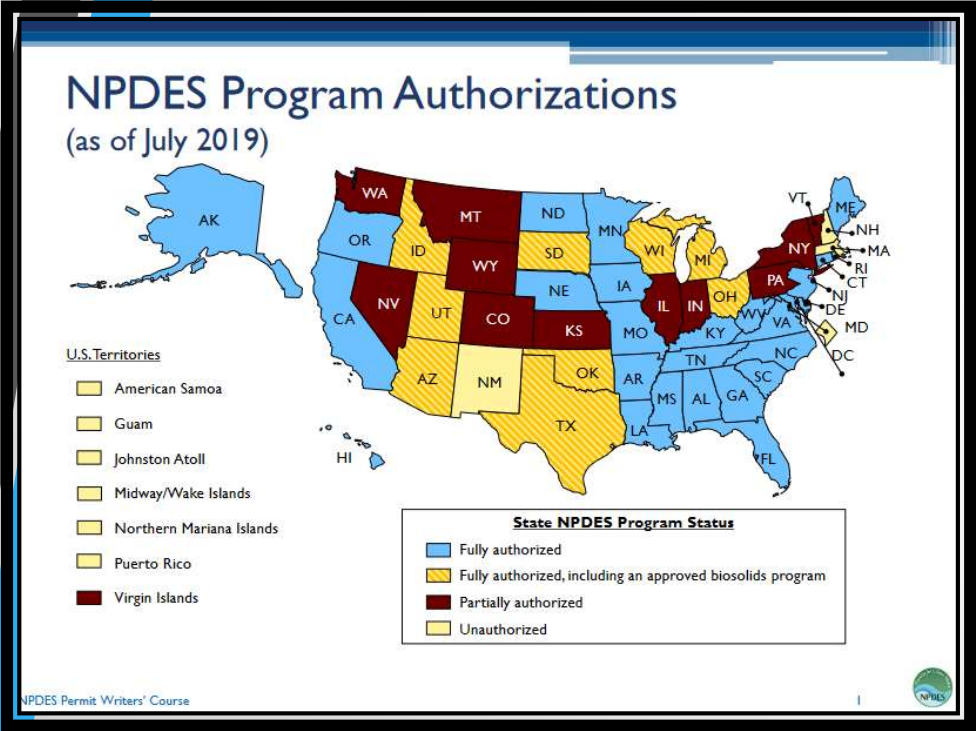 NPDES Program Authorizations
(as of July 2019)
AK
WA
MT
ND
MN
OR
ID
SD
WI
MI
WY
NE
IA
NV
UT
CO
CA
KS
IL
IN
OH
MO
KY
WV
VA
PA
NY
VT
ME
NH
MA
RI
CT
NJ
DE
MD
DC
AZ
NM
OK
AR
TN
NC
SC
MS
AL
GA
TX
LA
FL
HI
U.S. Territories
American Samoa
Guam
Johnston Atoll
Midway/Wake Islands
Northern Mariana Islands
Puerto Rico
Virgin Islands
State NPDES Program Status
Fully authorized
Fully authorized, including an approved biosolids program
Partially authorized
Unauthorized
NPDES Permit Writers' Course
1
NPDES